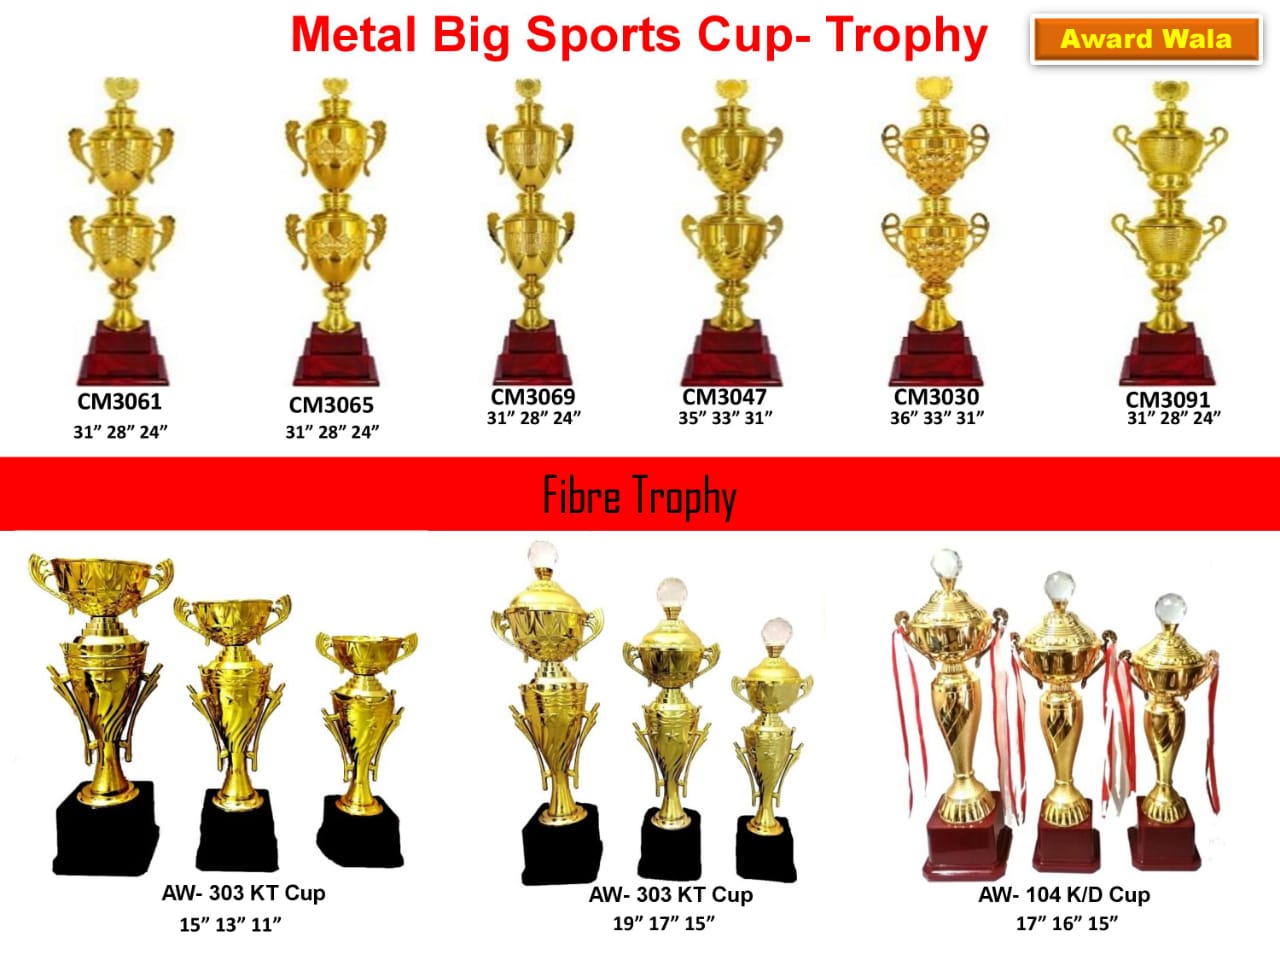 Metal Big Sports Cup- Trophy
Award Wala
CM3061
31” 28” 24”
CM3065
31” 28” 24”
CM3069
31” 28” 24”
CM3047
35” 33” 31”
CM3030
36” 33” 31”
CM3091
31” 28” 24”
Fibre Trophy
AW- 303 KT Cup
15” 13” 11”
AW- 303 KT Cup
19” 17” 15”
AW- 104 K/D Cup
17” 16” 15”